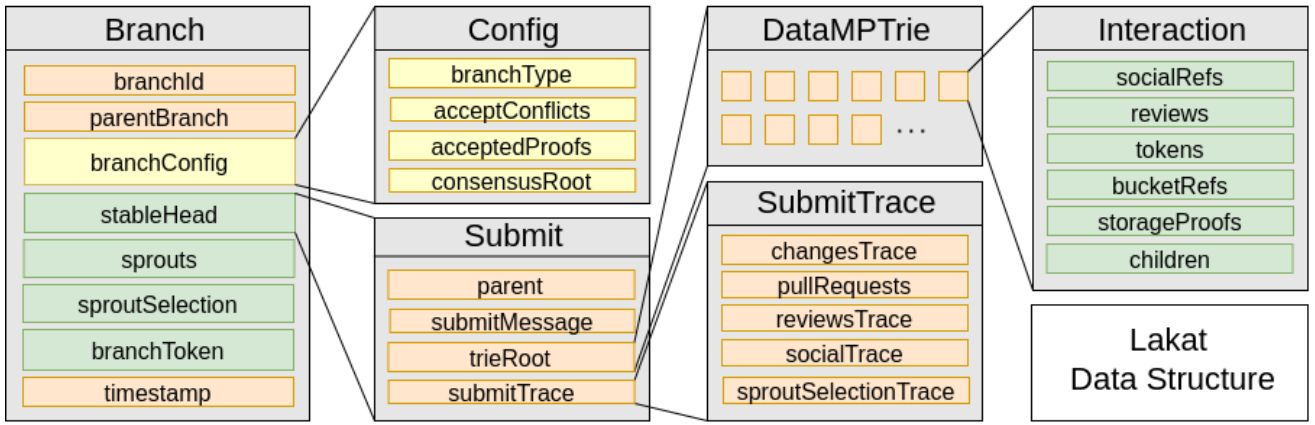 Branch
branchId
parentBranch
branchConfig
stableHead
sprouts
sproutSelection
branchToken
timestamp
Config
branchType
acceptConflicts
acceptedProofs
consensusRoot
Submit
parent
submitMessage
trieRoot
submitTrace
DataMPTrie
...
SubmitTrace
changesTrace
pullRequests
reviewsTrace
socialTrace
sproutSelectionTrace
Interaction
socialRefs
reviews
tokens
bucketRefs
storageProofs
children
Lakat
Data Structure